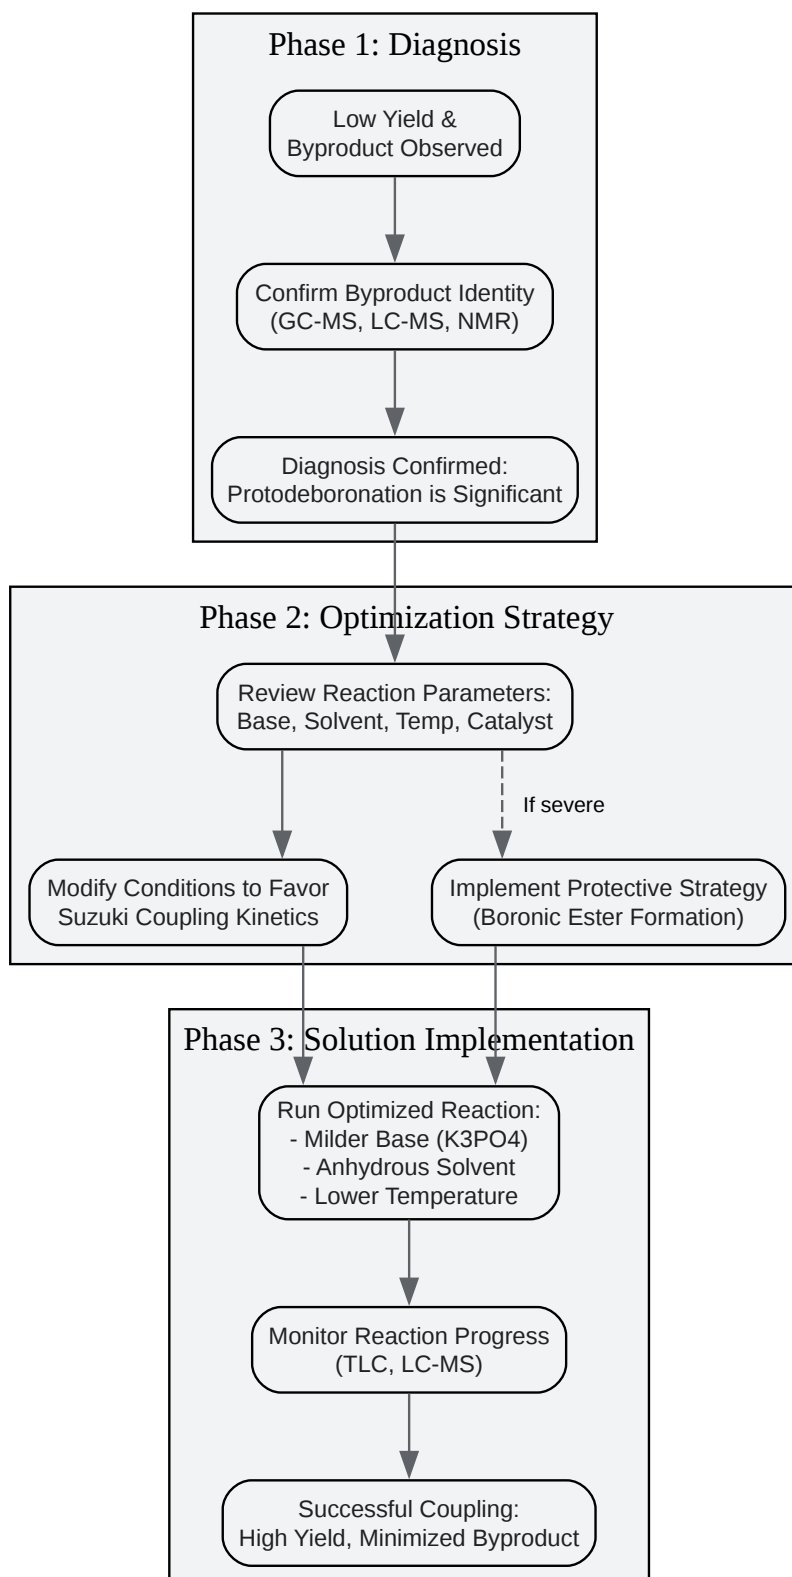 Phase 1: Diagnosis
Low Yield &
Byproduct Observed
Confirm Byproduct Identity
(GC-MS, LC-MS, NMR)
Diagnosis Confirmed:
Protodeboronation is Significant
Phase 2: Optimization Strategy
Review Reaction Parameters:
Base, Solvent, Temp, Catalyst
If severe
Modify Conditions to Favor
Suzuki Coupling Kinetics
Implement Protective Strategy
(Boronic Ester Formation)
Phase 3: Solution Implementation
Run Optimized Reaction:
- Milder Base (K3PO4)
- Anhydrous Solvent
- Lower Temperature
Monitor Reaction Progress
(TLC, LC-MS)
Successful Coupling:
High Yield, Minimized Byproduct